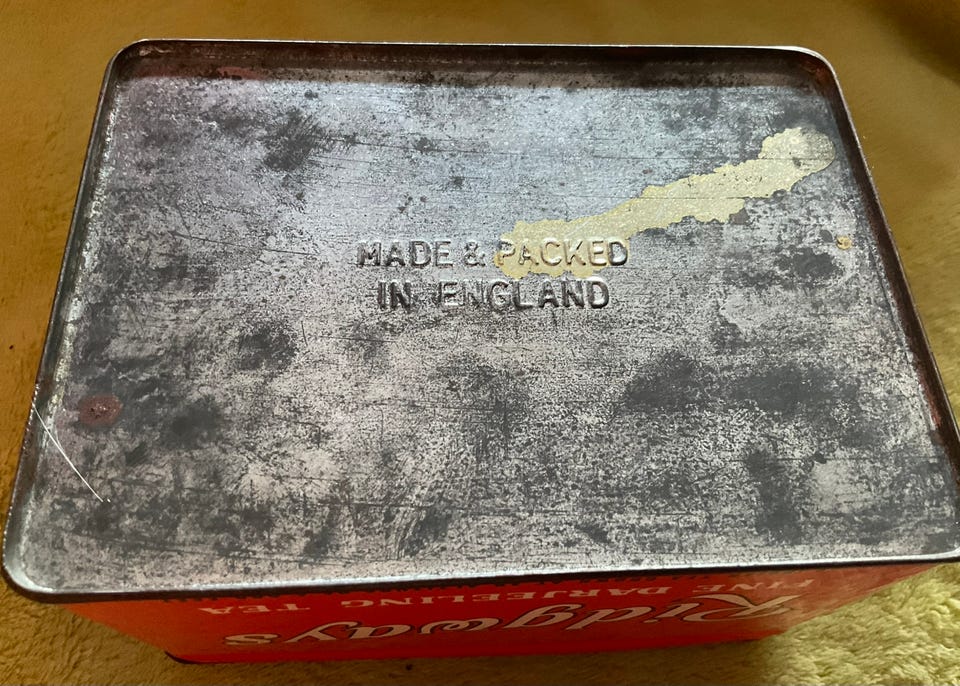 MADE & PACKED
IN ENGLAND
Ridgways
FINE DARJEELING TEA